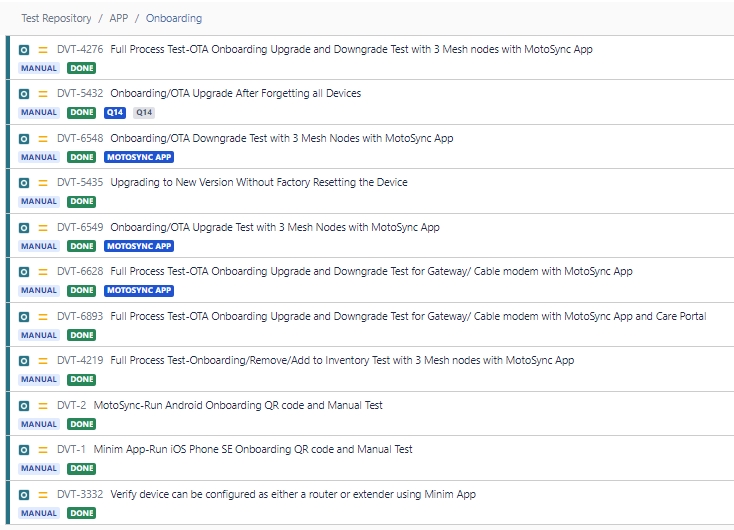 Test Repository / APP / Onboarding
DVT-4276 Full Process Test-OTA Onboarding Upgrade and Downgrade Test with 3 Mesh nodes with MotoSync App
MANUAL DONE
DVT-5432 Onboarding/OTA Upgrade After Forgetting all Devices
MANUAL DONE Q14 Q14
DVT-6548 Onboarding/OTA Downgrade Test with 3 Mesh Nodes with MotoSync App
MANUAL DONE MOTOSYNC APP
DVT-5435 Upgrading to New Version Without Factory Resetting the Device
MANUAL DONE
DVT-6549 Onboarding/OTA Upgrade Test with 3 Mesh Nodes with MotoSync App
MANUAL DONE MOTOSYNC APP
DVT-6628 Full Process Test-OTA Onboarding Upgrade and Downgrade Test for Gateway/ Cable modem with MotoSync App
MANUAL DONE MOTOSYNC APP
DVT-6893 Full Process Test-OTA Onboarding Upgrade and Downgrade Test for Gateway/ Cable modem with MotoSync App and Care Portal
MANUAL DONE
DVT-4219 Full Process Test-Onboarding/Remove/Add to Inventory Test with 3 Mesh nodes with MotoSync App
MANUAL DONE
DVT-2 MotoSync-Run Android Onboarding QR code and Manual Test
MANUAL DONE
DVT-1 Minim App-Run iOS Phone SE Onboarding QR code and Manual Test
MANUAL DONE
DVT-3332 Verify device can be configured as either a router or extender using Minim App
MANUAL DONE